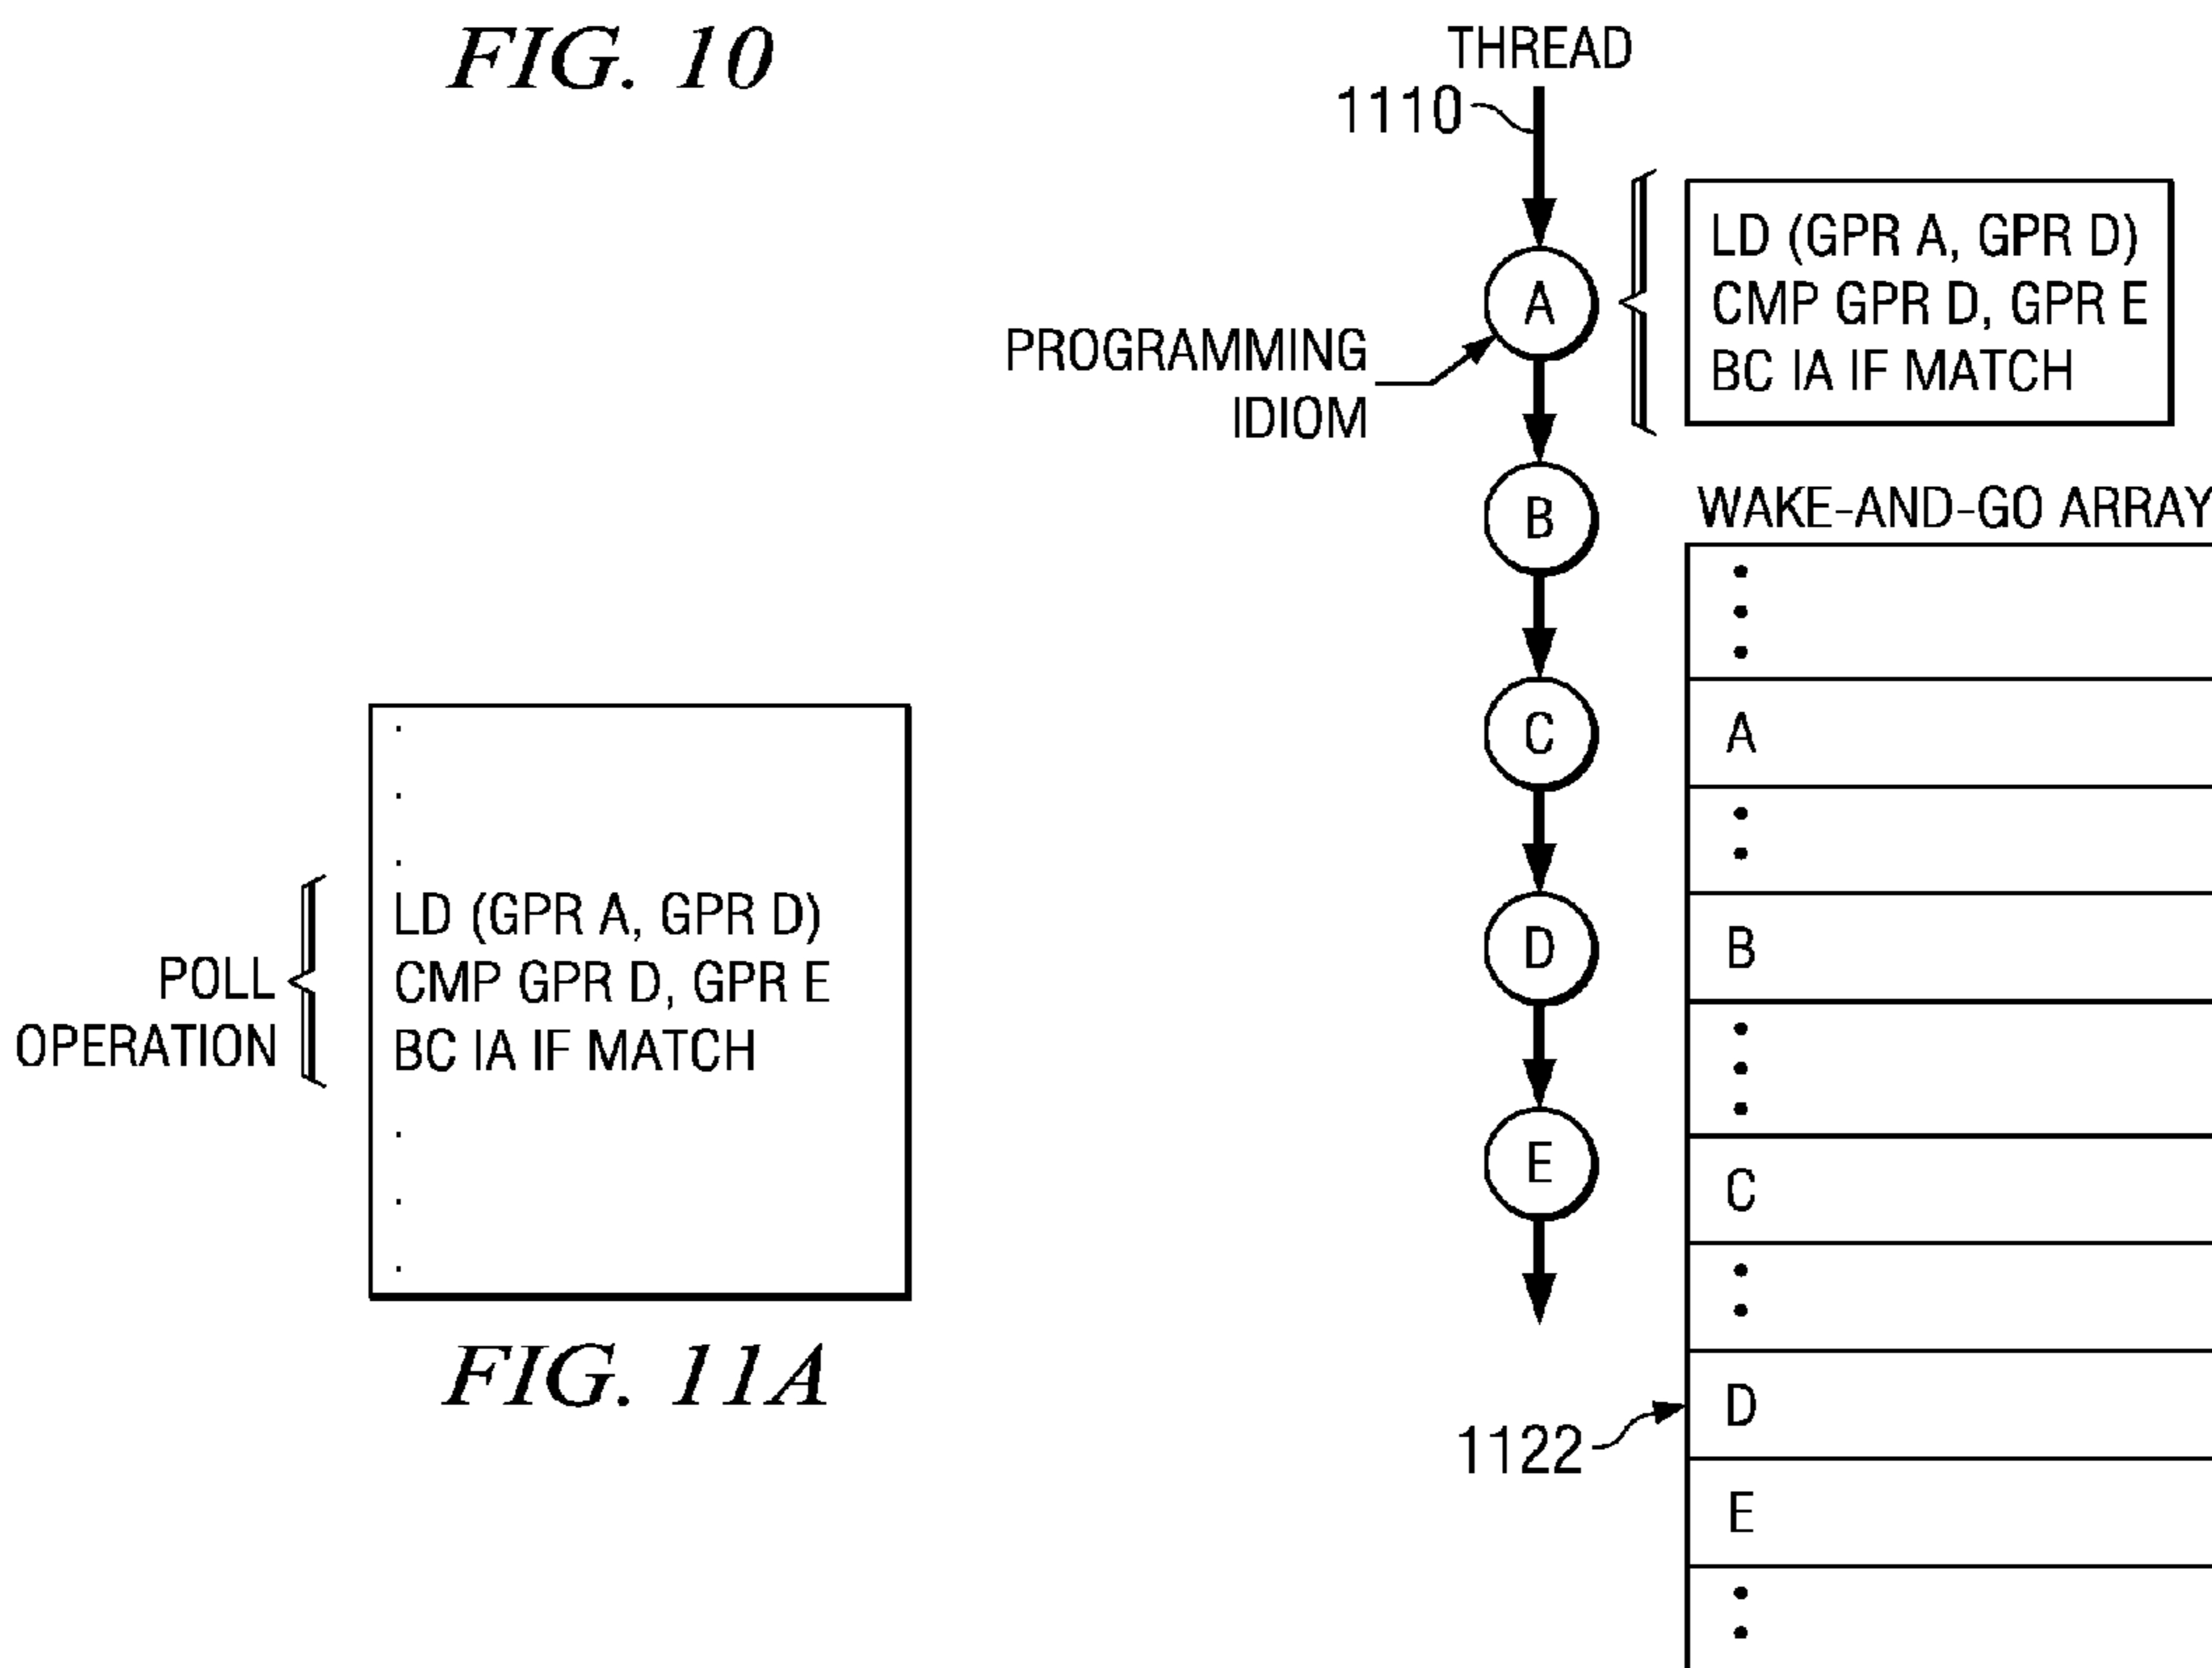 FIG. 10
THREAD
1110
LD (GPR A, GPR D)
CMP GPR D, GPR E
BC IA IF MATCH
A
PROGRAMMING
IDIOM
B
C
D
E
WAKE-AND-GO ARRAY
A
B
C
D
E
1122
POLL
OPERATION
LD (GPR A, GPR D)
CMP GPR D, GPR E
BC IA IF MATCH
FIG. 11A